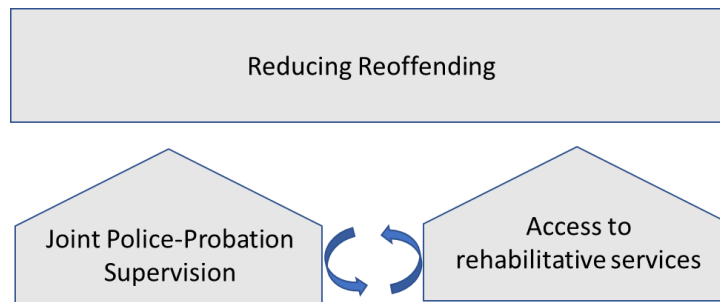 Reducing Reoffending
Joint Police-Probation
Supervision
Access to
rehabilitative services